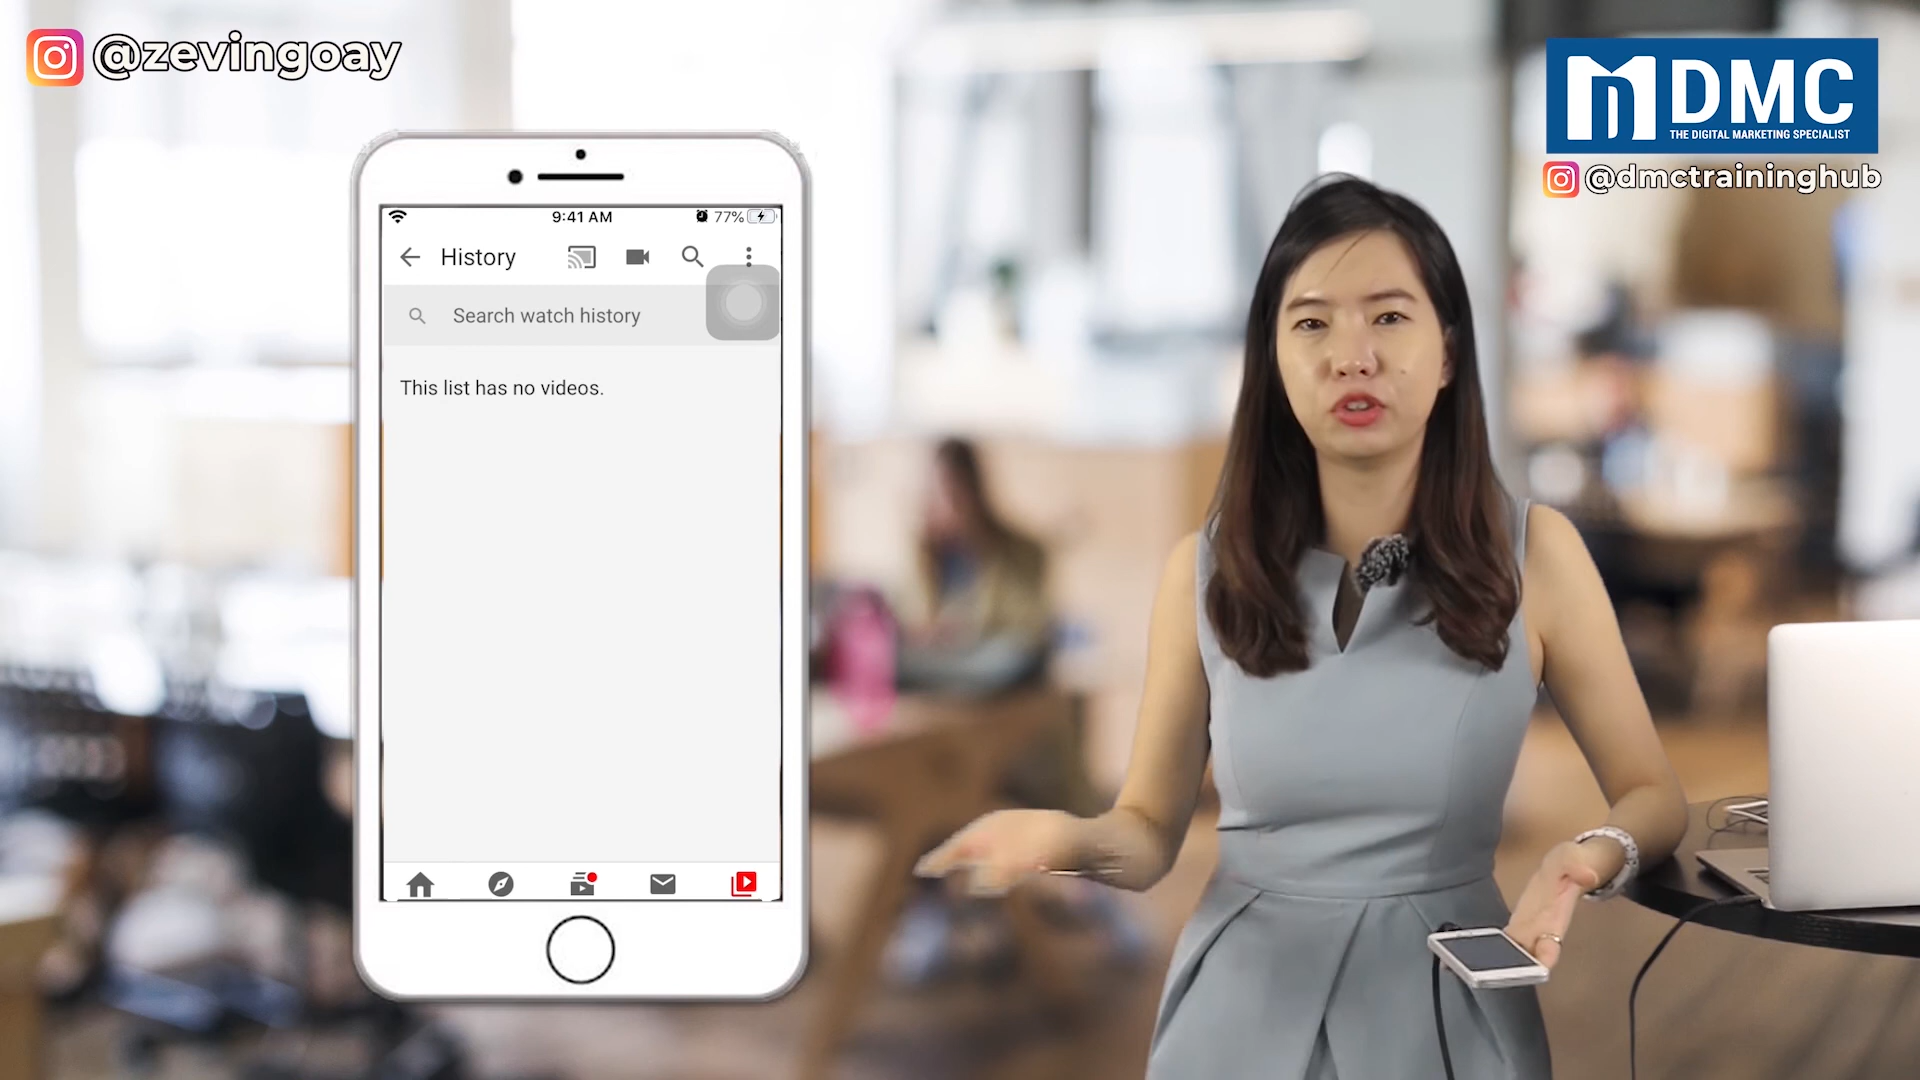 @zevingoay
DMC
THE DIGITAL MARKETING SPECIALIST
@dmctraininghub
9:41 AM
77%
History
Search watch history
This list has no videos.